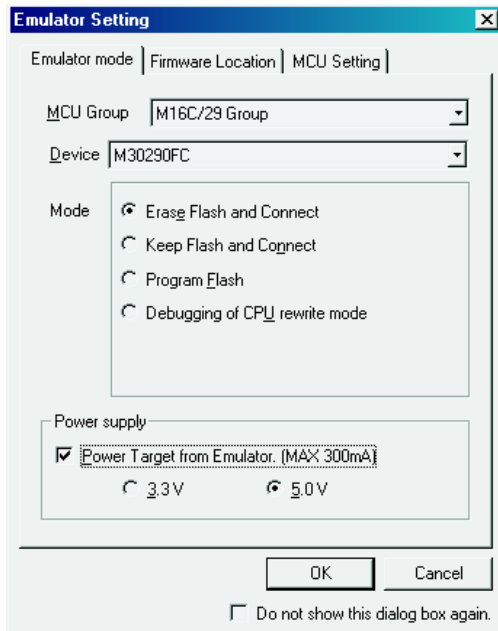 Emulator Setting
Emulator mode
Firmware Location
MCU Setting
MCU Group
M16C/29 Group
Device
M30290FC
Mode
Erase Flash and Connect
Keep Flash and Connect
Program Flash
Debugging of CPU rewrite mode
Power supply
Power Target from Emulator. (MAX 300mA)
3.3 V
5.0 V
OK
Cancel
Do not show this dialog box again.